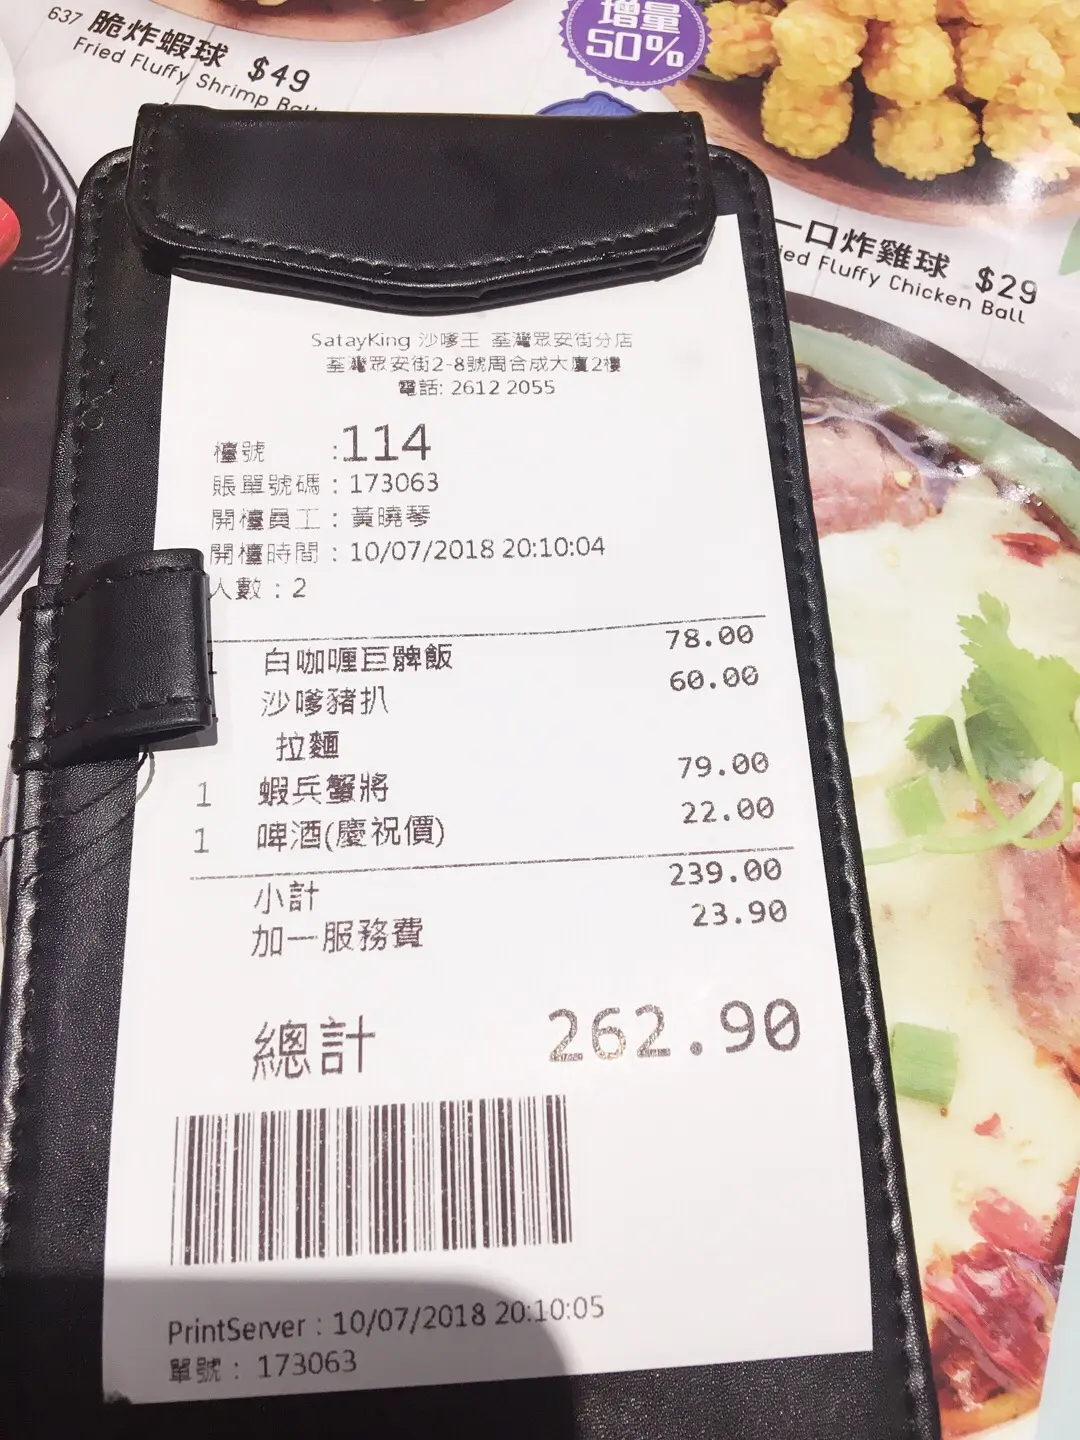 637 脆炸蝦球 $49
Fried Fluffy Shrimp Ball
增量
50%
一口炸雞球 $29
Fluffy Chicken Ball
SatayKing 沙嗲王 荃灣眾安街分店
荃灣眾安街2-8號周合成大廈2樓
電話: 2612 2055
檯號 :114
賬單號碼 : 173063
開檯員工 : 黃曉琴
開檯時間 : 10/07/2018 20:10:04
人數 : 2
1 白咖喱巨髀飯 78.00
沙嗲豬扒 60.00
拉麵
1 蝦兵蟹將 79.00
1 啤酒(慶祝價) 22.00
小計 239.00
加一服務費 23.90
總計 262.90
PrintServer : 10/07/2018 20:10:05
單號 : 173063